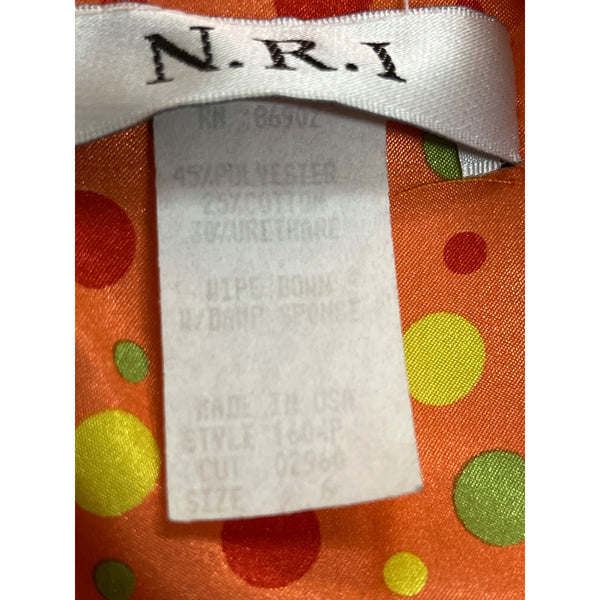 N.R.I
RN 86902
45%POLYESTER
25%COTTON
30%URETHANE
WIPE DOWN
W/DAMP SPONGE
MADE IN USA
STYLE 1604P
CUT 02960
SIZE 6